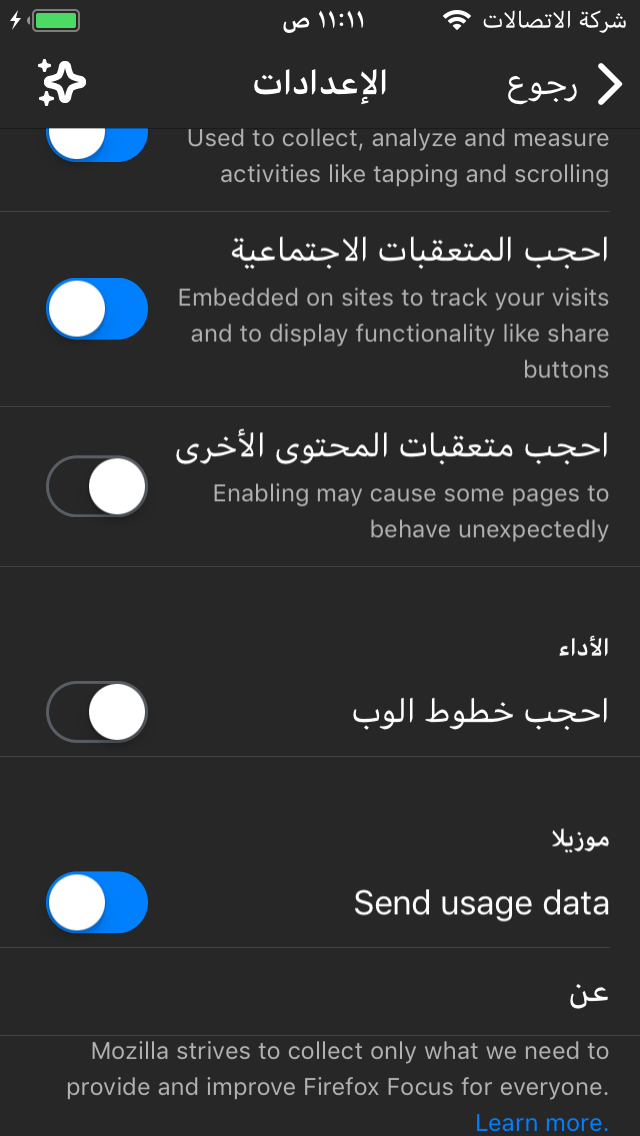 شركة الاتصالات ١١:١١ ص
رجوع الإعدادات
Used to collect, analyze and measure
activities like tapping and scrolling
احجب المتعقبات الاجتماعية
Embedded on sites to track your visits
and to display functionality like share
buttons
احجب متعقبات المحتوى الأخرى
Enabling may cause some pages to
behave unexpectedly
الأداء
احجب خطوط الوب
موزيلا
Send usage data
عن
Mozilla strives to collect only what we need to
provide and improve Firefox Focus for everyone.
Learn more.